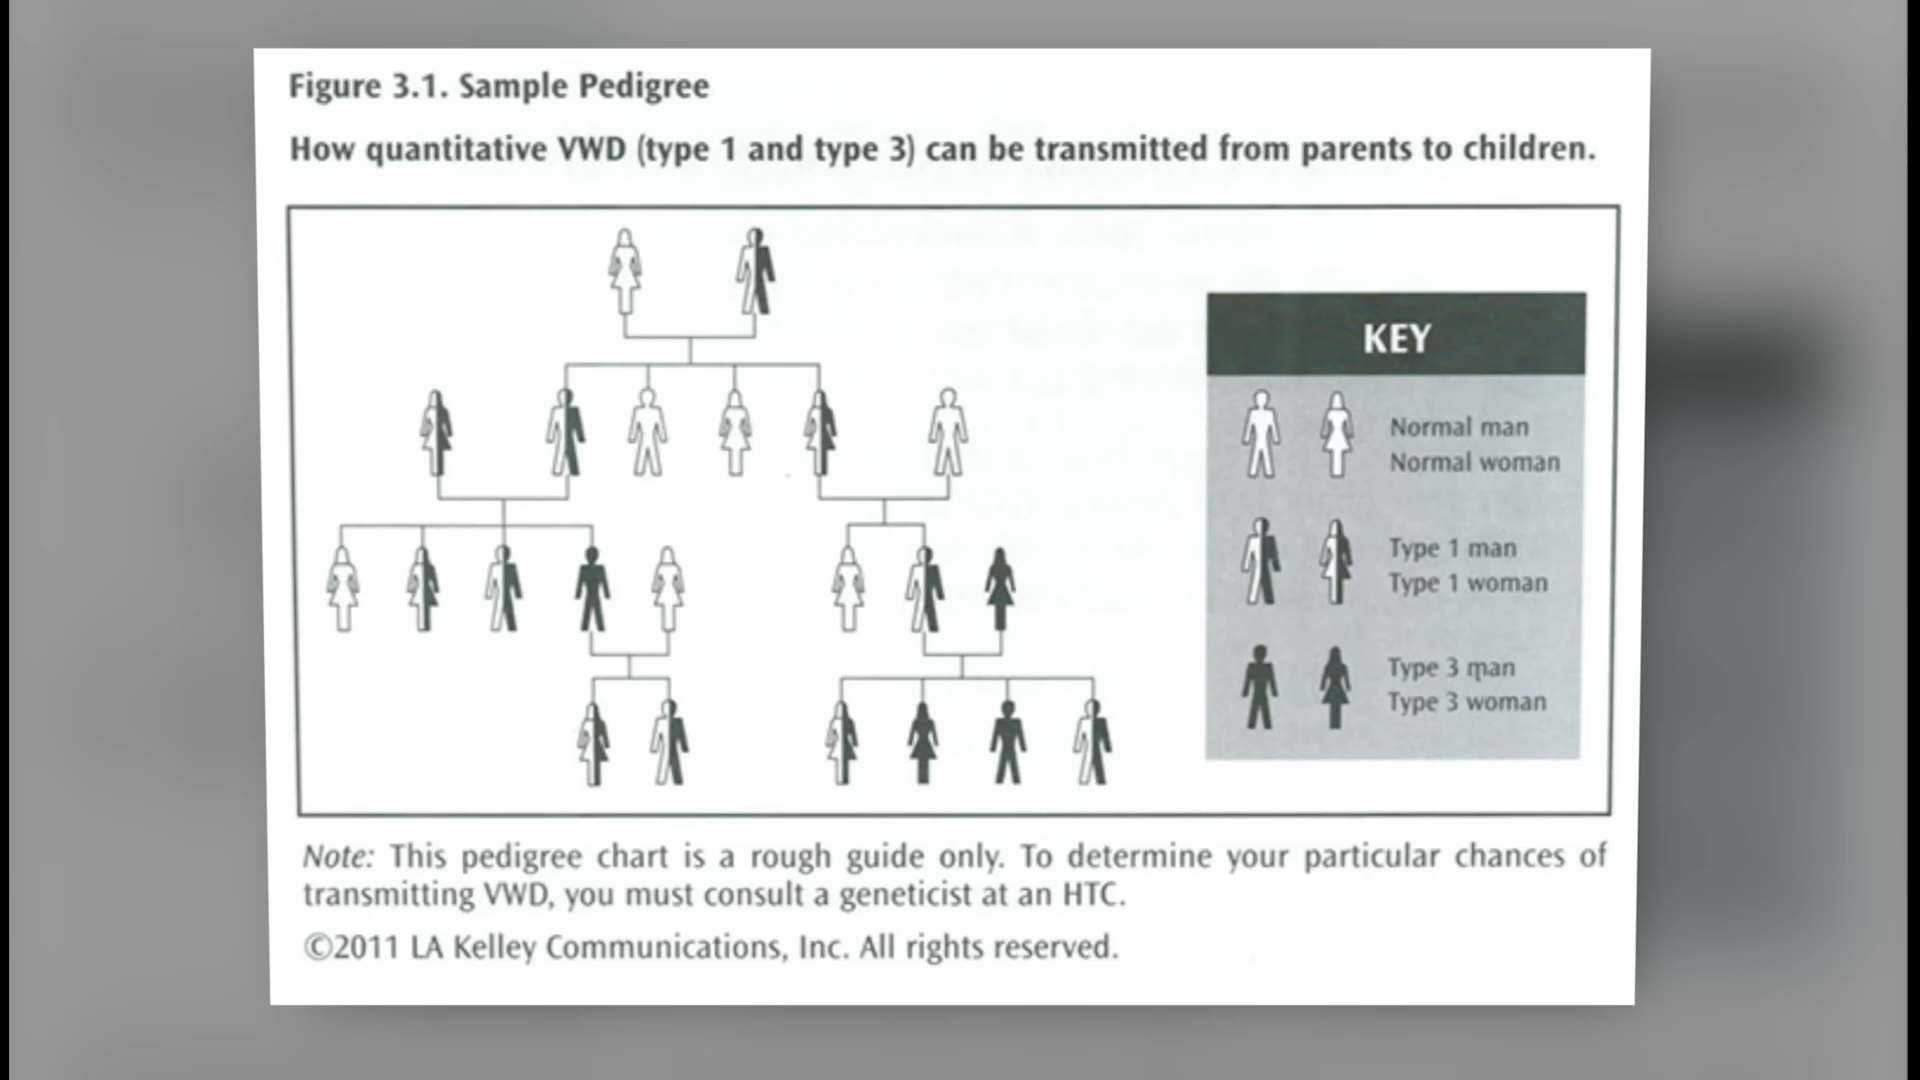 Figure 3.1. Sample Pedigree
How quantitative VWD (type 1 and type 3) can be transmitted from parents to children.
KEY
Normal man
Normal woman
Type 1 man
Type 1 woman
Type 3 man
Type 3 woman
Note: This pedigree chart is a rough guide only. To determine your particular chances of
transmitting VWD, you must consult a geneticist at an HTC.
©2011 LA Kelley Communications, Inc. All rights reserved.